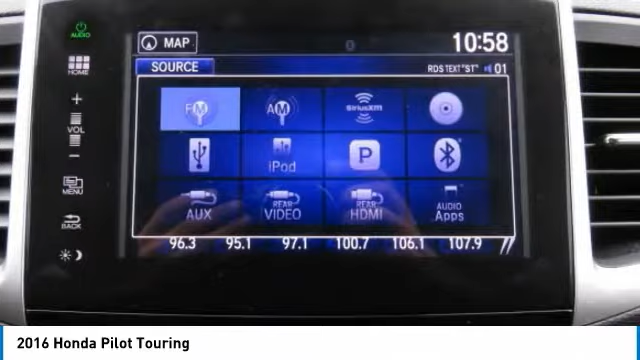 AUDIO
HOME
+
VOL
-
MENU
BACK
MAP
0
10:58
SOURCE
RDS TEXT "ST"
01
FM
AM
SiriusXM
iPod
P
AUX
REAR VIDEO
REAR HDMI
AUDIO Apps
96.3 95.1 97.1 100.7 106.1 107.9
2016 Honda Pilot Touring